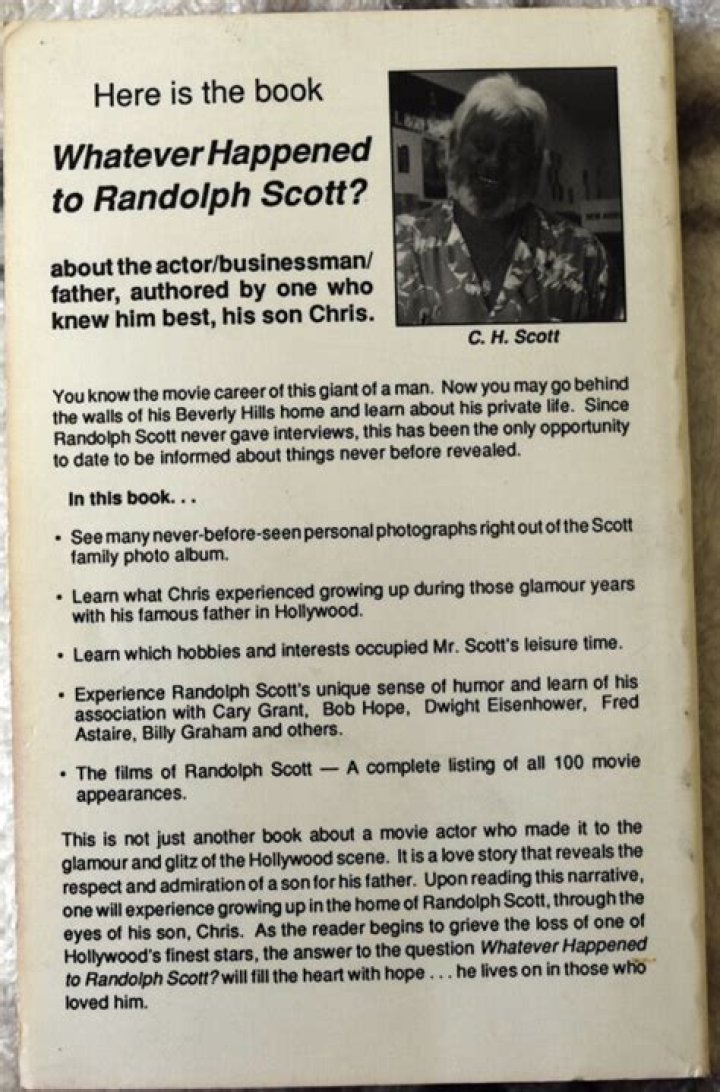 Here is the book
Whatever Happened
to Randolph Scott?
about the actor/businessman/
father, authored by one who
knew him best, his son Chris.
C. H. Scott
You know the movie career of this giant of a man. Now you may go behind
the walls of his Beverly Hills home and learn about his private life. Since
Randolph Scott never gave interviews, this has been the only opportunity
to date to be informed about things never before revealed.
In this book. . .
• See many never-before-seen personal photographs right out of the Scott
family photo album.
• Learn what Chris experienced growing up during those glamour years
with his famous father in Hollywood.
• Learn which hobbies and interests occupied Mr. Scott's leisure time.
• Experience Randolph Scott's unique sense of humor and learn of his
association with Cary Grant, Bob Hope, Dwight Eisenhower, Fred
Astaire, Billy Graham and others.
• The films of Randolph Scott — A complete listing of all 100 movie
appearances.
This is not just another book about a movie actor who made it to the
glamour and glitz of the Hollywood scene. It is a love story that reveals the
respect and admiration of a son for his father. Upon reading this narrative,
one will experience growing up in the home of Randolph Scott, through the
eyes of his son, Chris. As the reader begins to grieve the loss of one of
Hollywood's finest stars, the answer to the question Whatever Happened
to Randolph Scott? will fill the heart with hope . . . he lives on in those who
loved him.